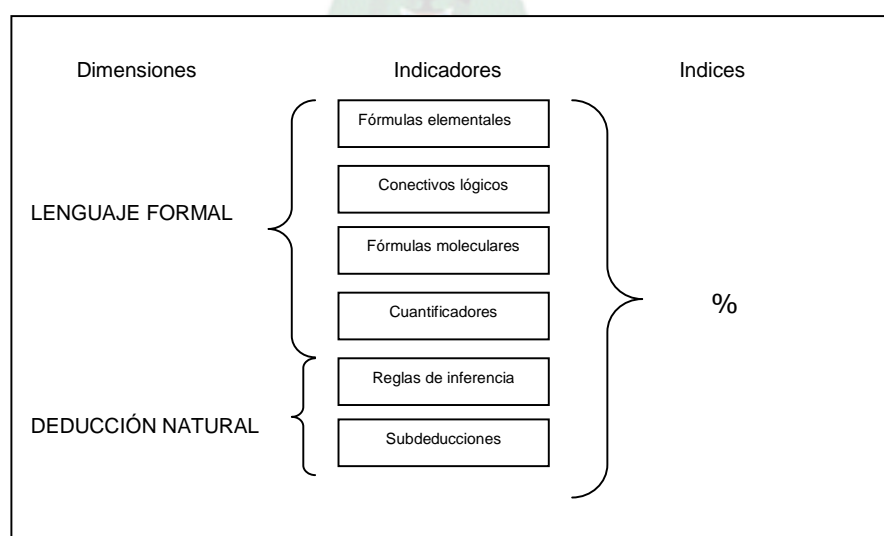 Dimensiones Indicadores Indices
Fórmulas elementales
Conectivos lógicos
LENGUAJE FORMAL
Fórmulas moleculares
Cuantificadores
%
Reglas de inferencia
DEDUCCIÓN NATURAL
Subdeducciones